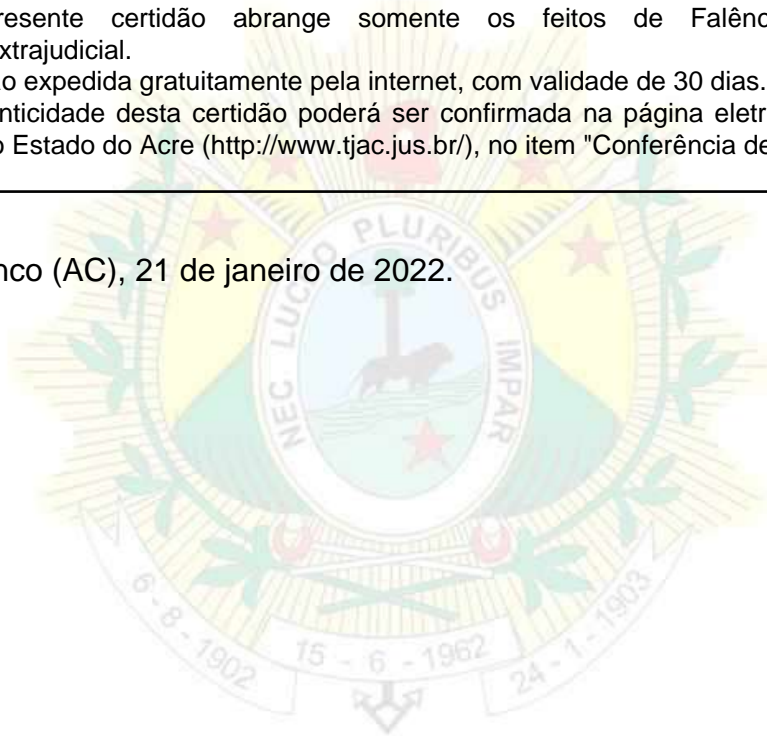 resente certidão abrange somente os feitos de Falênc
xtrajudicial.
o expedida gratuitamente pela internet, com validade de 30 dias.
nticidade desta certidão poderá ser confirmada na página eletr
o Estado do Acre (http://www.tjac.jus.br/), no item "Conferência de
nco (AC), 21 de janeiro de 2022.
NEC LUCEO PLURIBUS IMPAR
6 - 8 - 1902
15 - 6 - 1962
24 - 1 - 1903